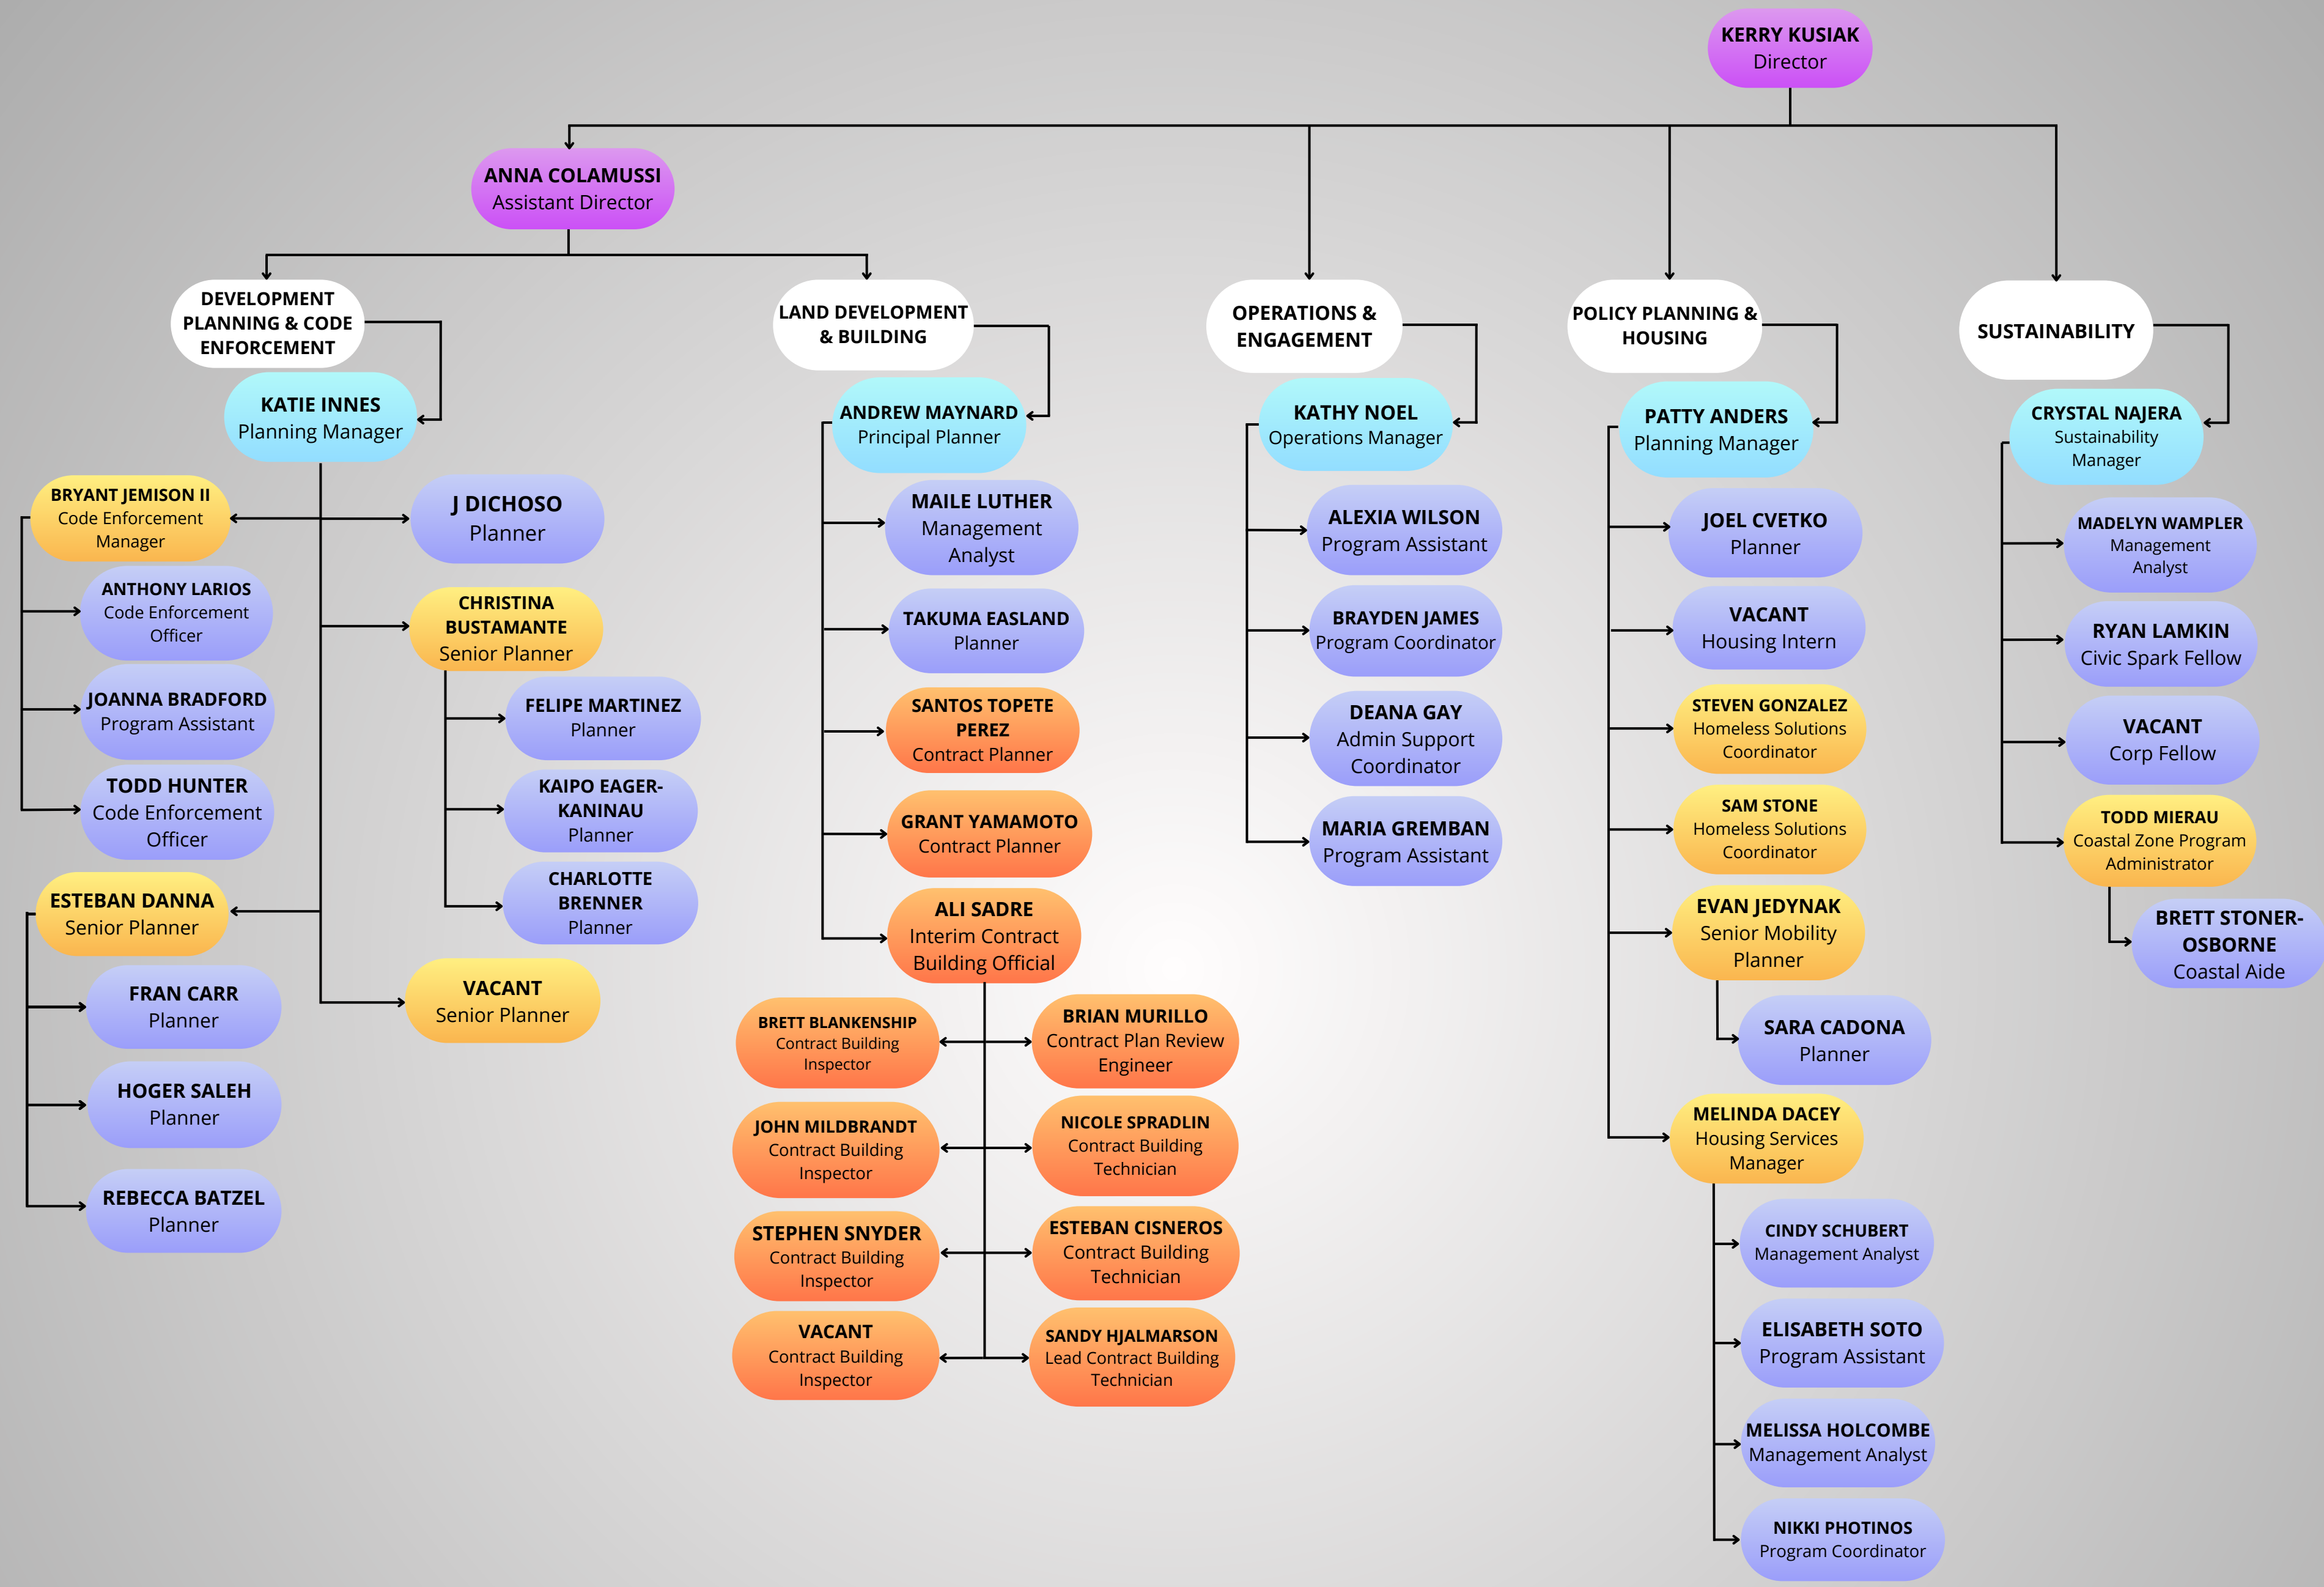 KERRY KUSIAK
Director
ANNA COLAMUSSI
Assistant Director
DEVELOPMENT
PLANNING & CODE
ENFORCEMENT
KATIE INNES
Planning Manager
BRYANT JEMISON II
Code Enforcement
Manager
ANTHONY LARIOS
Code Enforcement
Officer
JOANNA BRADFORD
Program Assistant
TODD HUNTER
Code Enforcement
Officer
ESTEBAN DANNA
Senior Planner
FRAN CARR
Planner
HOGER SALEH
Planner
REBECCA BATZEL
Planner
J DICHOSO
Planner
CHRISTINA
BUSTAMANTE
Senior Planner
FELIPE MARTINEZ
Planner
KAIPO EAGER-
KANINAU
Planner
CHARLOTTE
BRENNER
Planner
VACANT
Senior Planner
LAND DEVELOPMENT
& BUILDING
ANDREW MAYNARD
Principal Planner
MAILE LUTHER
Management
Analyst
TAKUMA EASLAND
Planner
SANTOS TOPETE
PEREZ
Contract Planner
GRANT YAMAMOTO
Contract Planner
ALI SADRE
Interim Contract
Building Official
BRETT BLANKENSHIP
Contract Building
Inspector
JOHN MILDBRANDT
Contract Building
Inspector
STEPHEN SNYDER
Contract Building
Inspector
VACANT
Contract Building
Inspector
BRIAN MURILLO
Contract Plan Review
Engineer
NICOLE SPRADLIN
Contract Building
Technician
ESTEBAN CISNEROS
Contract Building
Technician
SANDY HJALMARSON
Lead Contract Building
Technician
OPERATIONS &
ENGAGEMENT
KATHY NOEL
Operations Manager
ALEXIA WILSON
Program Assistant
BRAYDEN JAMES
Program Coordinator
DEANA GAY
Admin Support
Coordinator
MARIA GREMBAN
Program Assistant
POLICY PLANNING &
HOUSING
PATTY ANDERS
Planning Manager
JOEL CVETKO
Planner
VACANT
Housing Intern
STEVEN GONZALEZ
Homeless Solutions
Coordinator
SAM STONE
Homeless Solutions
Coordinator
EVAN JEDYNAK
Senior Mobility
Planner
SARA CADONA
Planner
MELINDA DACEY
Housing Services
Manager
CINDY SCHUBERT
Management Analyst
ELISABETH SOTO
Program Assistant
MELISSA HOLCOMBE
Management Analyst
NIKKI PHOTINOS
Program Coordinator
SUSTAINABILITY
CRYSTAL NAJERA
Sustainability
Manager
MADELYN WAMPLER
Management
Analyst
RYAN LAMKIN
Civic Spark Fellow
VACANT
Corp Fellow
TODD MIERAU
Coastal Zone Program
Administrator
BRETT STONER-
OSBORNE
Coastal Aide